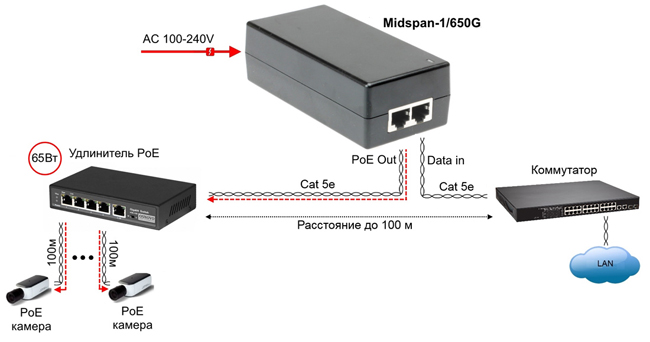 Midspan-1/650G
AC 100-240V
PoE Out
Data in
65Вт
Удлинитель PoE
Коммутатор
Cat 5e
Cat 5e
Расстояние до 100 м
100м
100м
LAN
PoE
камера
PoE
камера